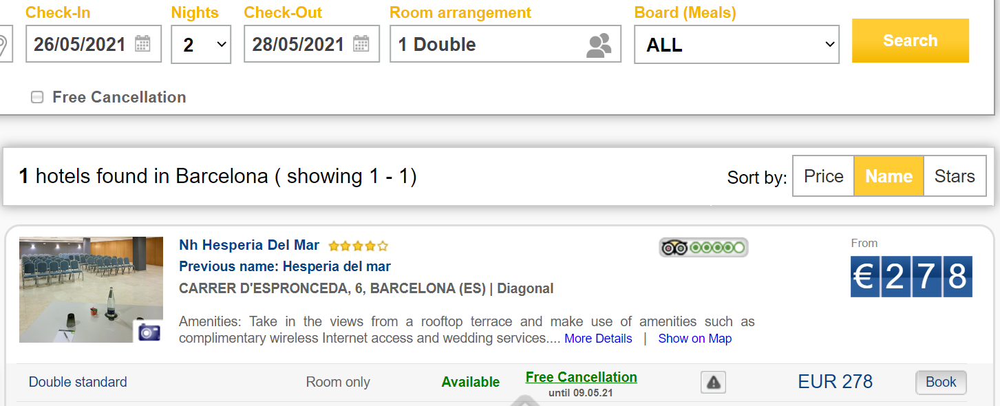 Check-In Nights Check-Out Room arrangement Board (Meals)
26/05/2021 2 28/05/2021 1 Double ALL Search
Free Cancellation
1 hotels found in Barcelona ( showing 1 - 1) Sort by: Price Name Stars
Nh Hesperia Del Mar From
Previous name: Hesperia del mar €278
CARRER D'ESPRONCEDA, 6, BARCELONA (ES) | Diagonal
Amenities: Take in the views from a rooftop terrace and make use of amenities such as
complimentary wireless Internet access and wedding services.... More Details | Show on Map
Double standard Room only Available Free Cancellation EUR 278 Book
until 09.05.21